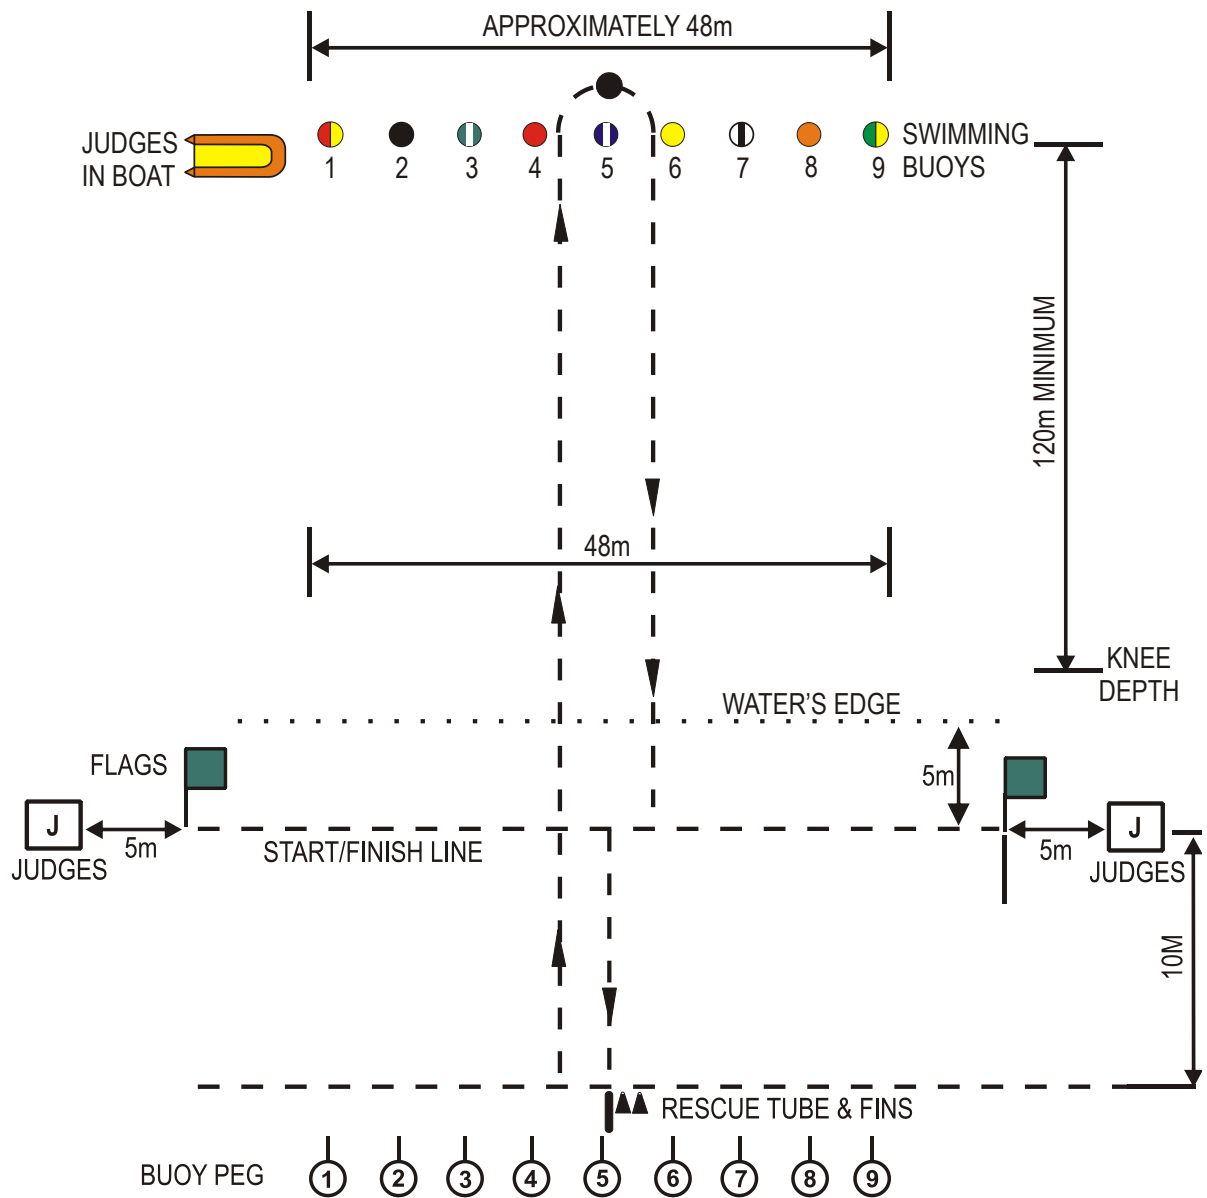 APPROXIMATELY 48m
JUDGES
IN BOAT
SWIMMING
BUOYS
1 2 3 4 5 6 7 8 9
120m MINIMUM
48m
KNEE
DEPTH
WATER'S EDGE
FLAGS
5m
J
J
5m
5m
START/FINISH LINE
JUDGES
JUDGES
10M
RESCUE TUBE & FINS
BUOY PEG
1 2 3 4 5 6 7 8 9